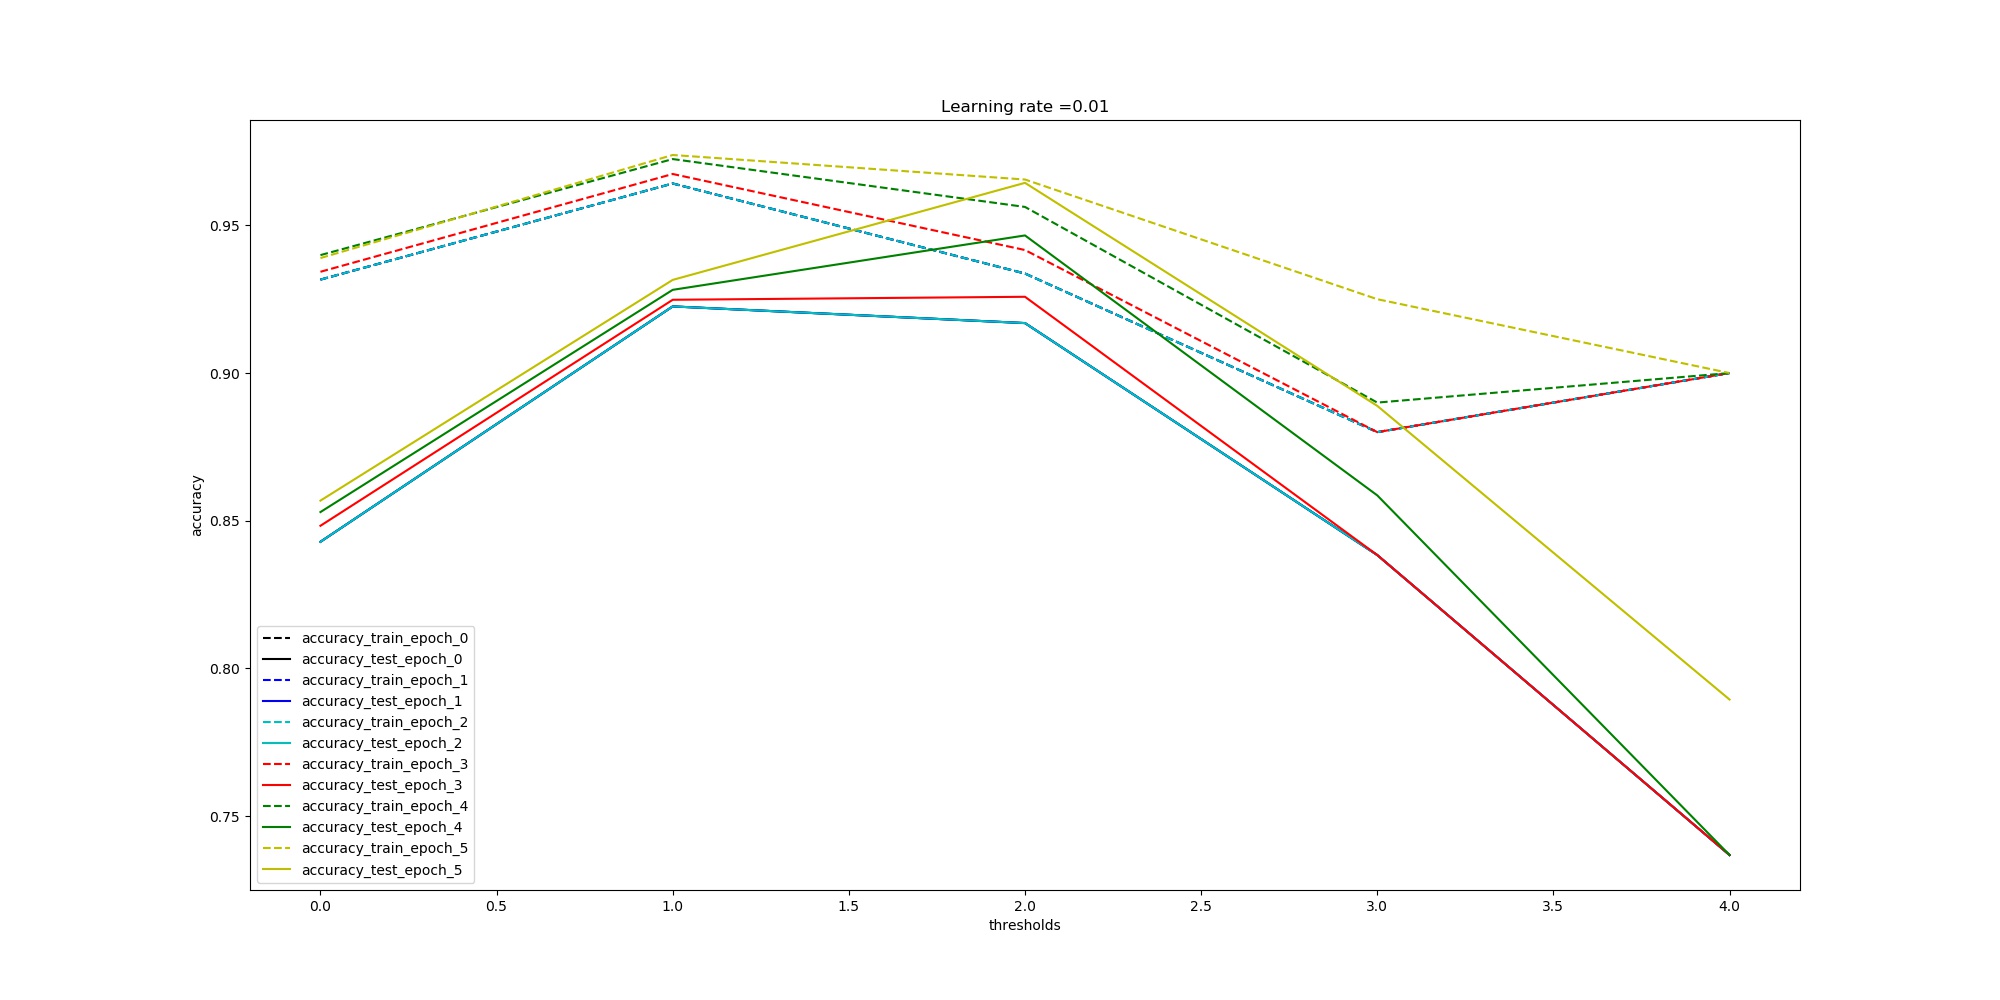 Learning rate =0.01
accuracy
0.95
0.90
0.85
0.80
0.75
accuracy_train_epoch_0
accuracy_test_epoch_0
accuracy_train_epoch_1
accuracy_test_epoch_1
accuracy_train_epoch_2
accuracy_test_epoch_2
accuracy_train_epoch_3
accuracy_test_epoch_3
accuracy_train_epoch_4
accuracy_test_epoch_4
accuracy_train_epoch_5
accuracy_test_epoch_5
0.0 0.5 1.0 1.5 2.0 2.5 3.0 3.5 4.0
thresholds